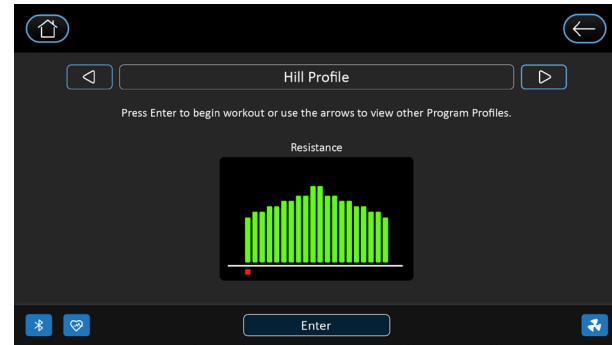 Hill Profile
Press Enter to begin workout or use the arrows to view other Program Profiles.
Resistance
Enter